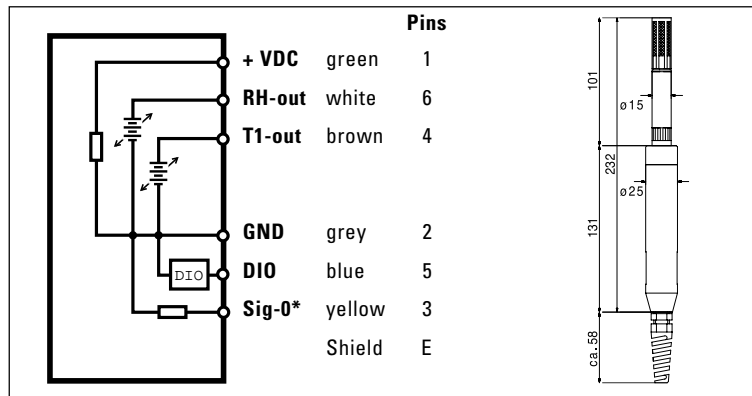 Pins
+ VDC green 1
RH-out white 6
T1-out brown 4
GND grey 2
DIO DIO blue 5
Sig-0* yellow 3
Shield E
101
ø15
232
ø25
131
ca.58